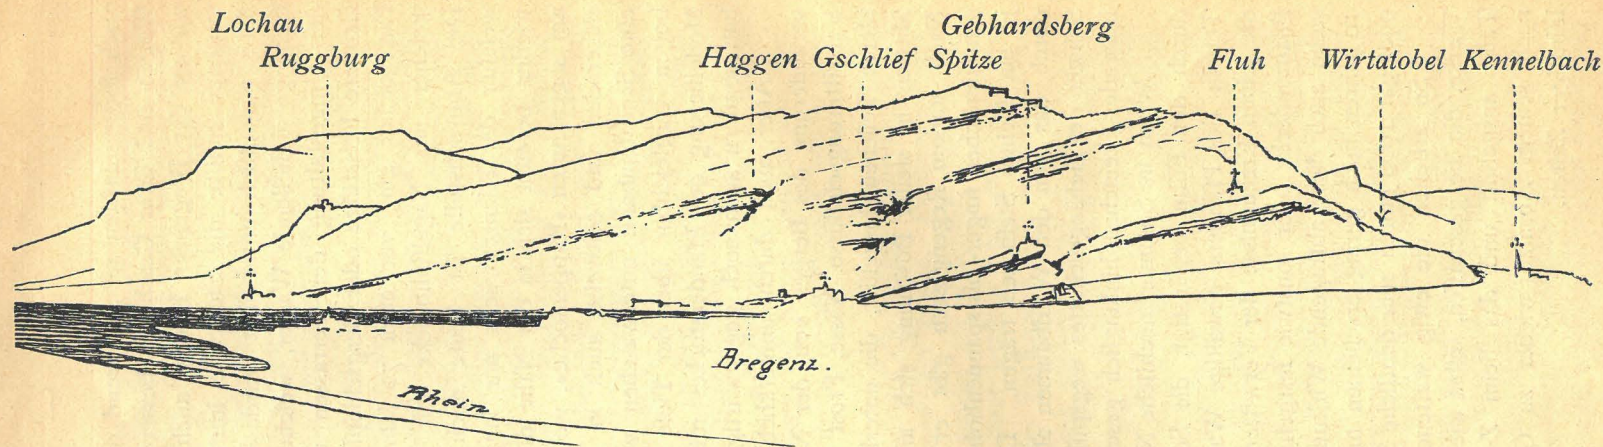 Lochau
Gebhardsberg
Ruggburg Haggen Gschlief Spitze Fluh Wirtatobel Kennelbach
Bregenz.
Rhein